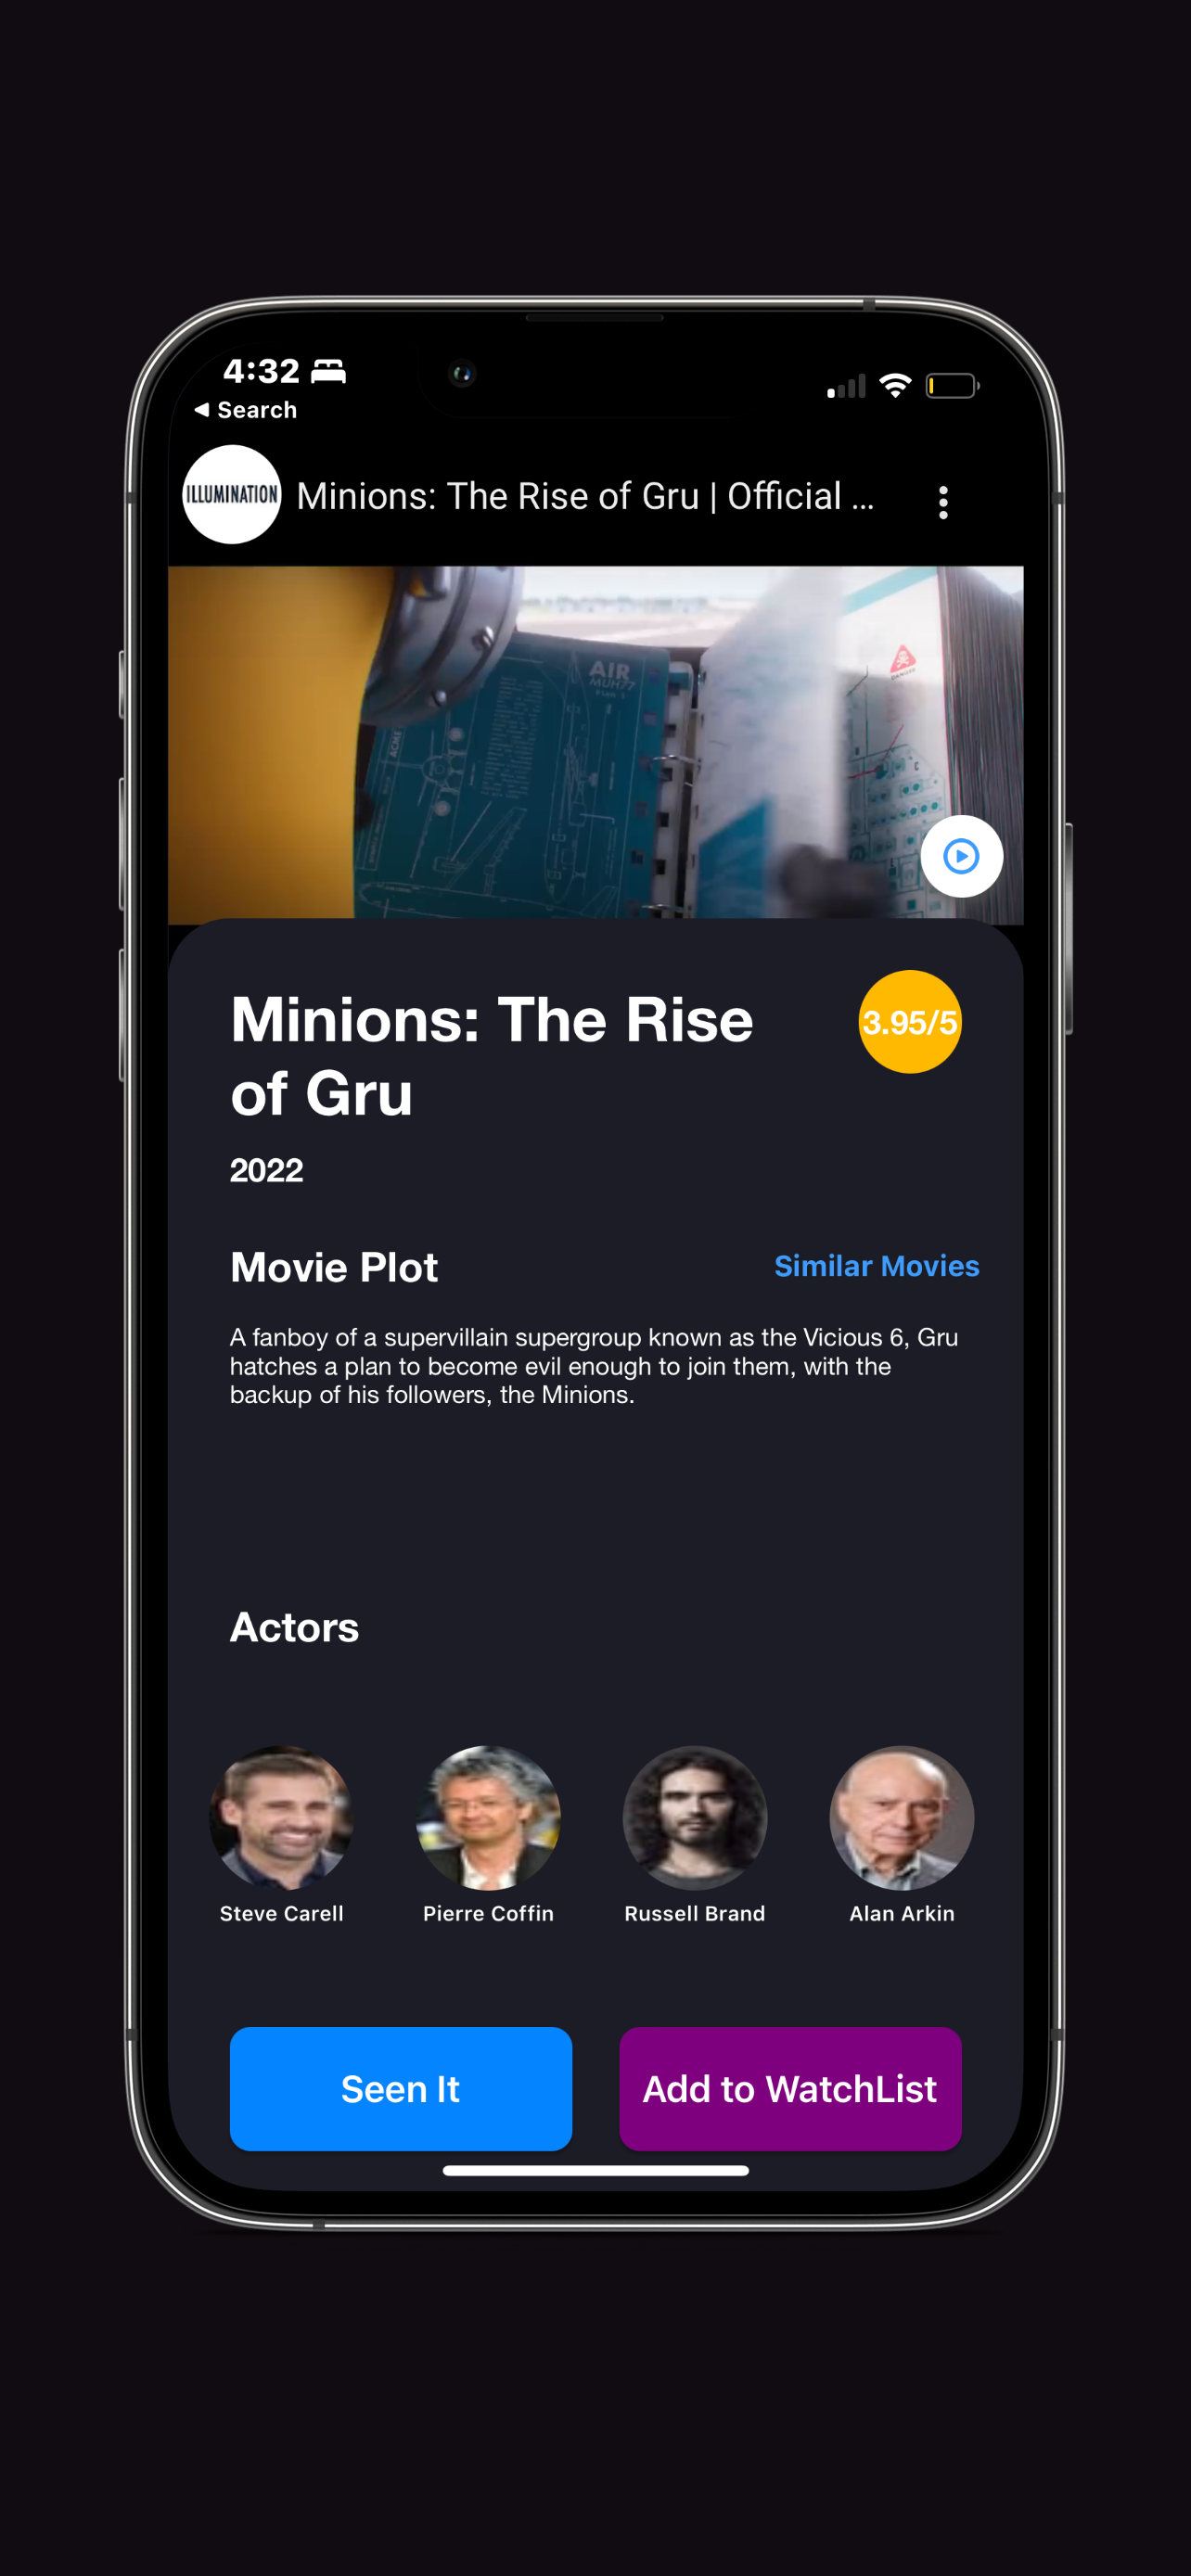 4:32
Search
ILLUMINATION
Minions: The Rise of Gru | Official ...
AIR
MUH77
ACME
DANGER
3.95/5
Minions: The Rise
of Gru
2022
Movie Plot
Similar Movies
A fanboy of a supervillain supergroup known as the Vicious 6, Gru
hatches a plan to become evil enough to join them, with the
backup of his followers, the Minions.
Actors
Steve Carell
Pierre Coffin
Russell Brand
Alan Arkin
Seen It
Add to WatchList